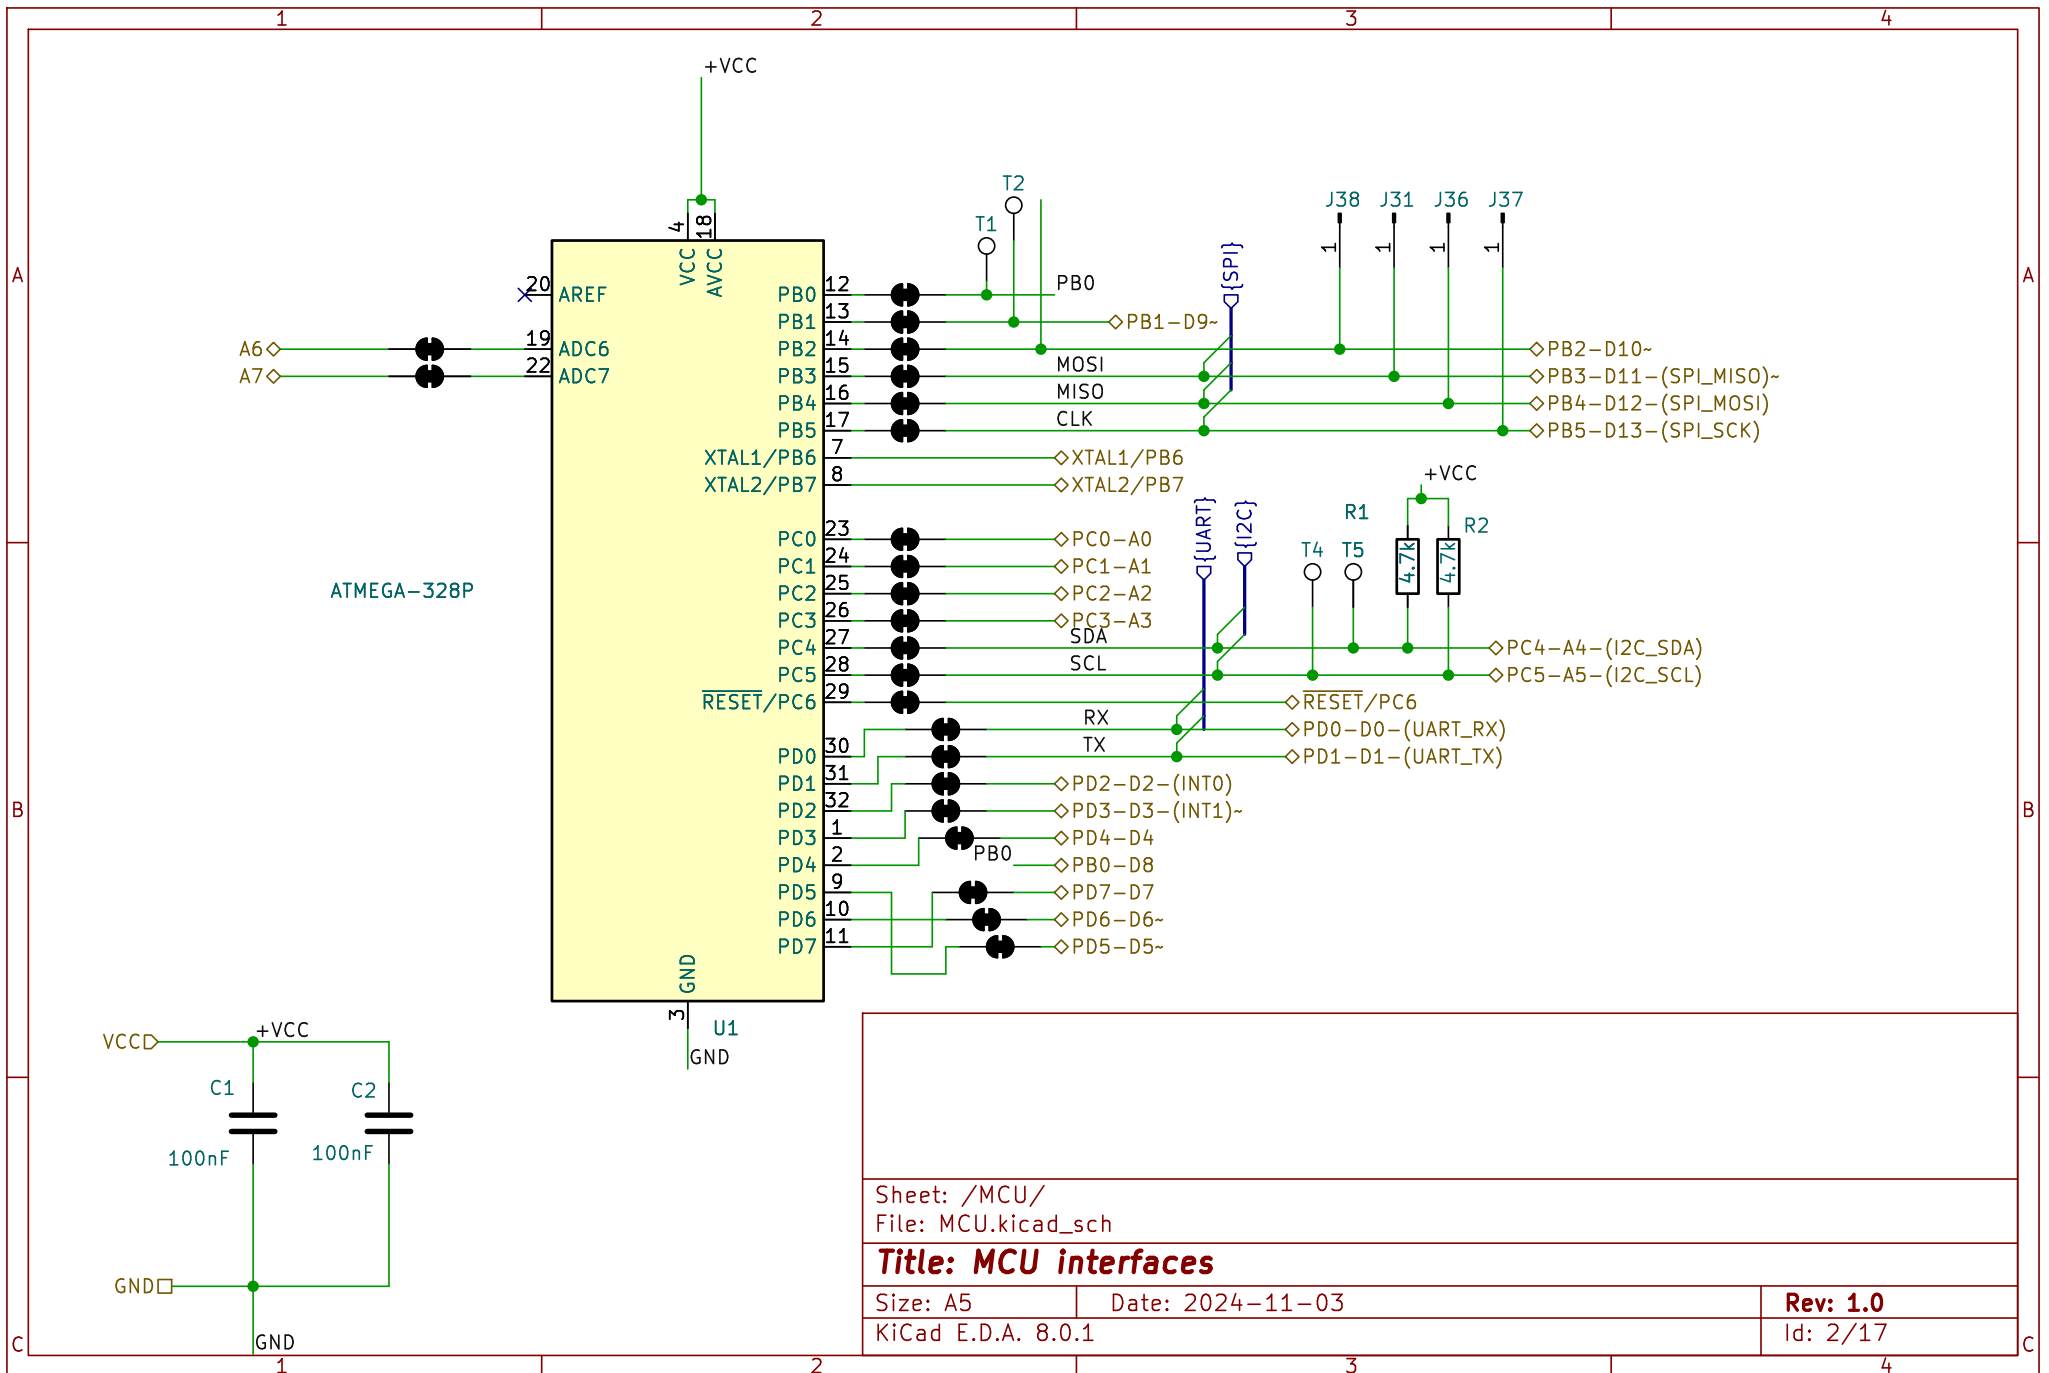 1 2 3 4
+VCC
T2
T1
J38 J31 J36 J37
1 1 1 1
{SPI}
A A
4 18
VCC AVCC
20 AREF
PB0 12 PB0
PB1 13 PB1-D9~
A6 19 ADC6
PB2 14 PB2-D10~
A7 22 ADC7
PB3 15 MOSI PB3-D11-(SPI_MISO)~
PB4 16 MISO PB4-D12-(SPI_MOSI)
PB5 17 CLK PB5-D13-(SPI_SCK)
XTAL1/PB6 7 XTAL1/PB6
XTAL2/PB7 8 XTAL2/PB7
+VCC
{UART} {I2C}
R1 R2
T4 T5
4.7k 4.7k
PC0 23 PC0-A0
PC1 24 PC1-A1
ATMEGA-328P
PC2 25 PC2-A2
PC3 26 PC3-A3
PC4 27 SDA PC4-A4-(I2C_SDA)
PC5 28 SCL PC5-A5-(I2C_SCL)
RESET/PC6 29 RESET/PC6
RX PD0-D0-(UART_RX)
PD0 30 TX PD1-D1-(UART_TX)
PD1 31 PD2-D2-(INT0)
B B
PD2 32 PD3-D3-(INT1)~
PD3 1 PD4-D4
PD4 2 PB0 PB0-D8
PD5 9 PD7-D7
PD6 10 PD6-D6~
PD7 11 PD5-D5~
GND
3
U1
GND
VCC +VCC
C1 C2
100nF 100nF
GND
GND
Sheet: /MCU/
File: MCU.kicad_sch
Title: MCU interfaces
Size: A5 Date: 2024-11-03 Rev: 1.0
KiCad E.D.A. 8.0.1 Id: 2/17
C C
1 2 3 4